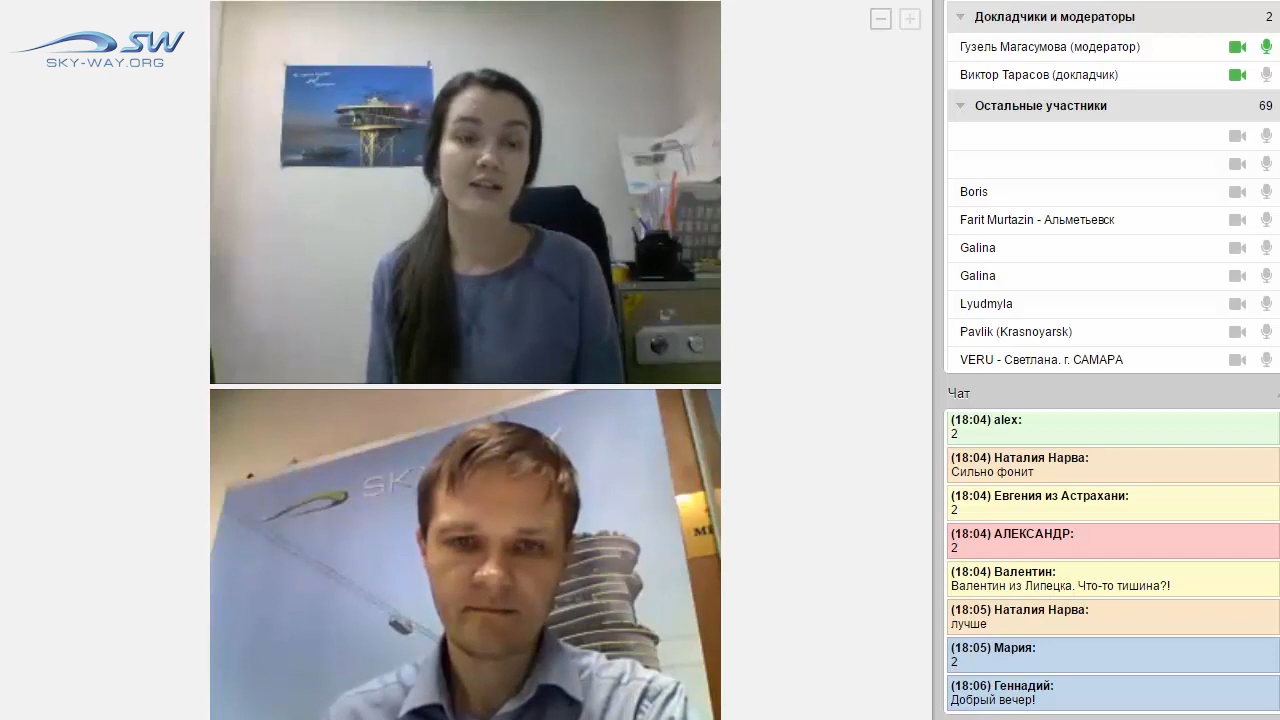 SW
SKY-WAY.ORG
SK
Докладчики и модераторы 2
Гузель Магасумова (модератор)
Виктор Тарасов (докладчик)
Остальные участники 69
Boris
Farit Murtazin - Альметьевск
Galina
Galina
Lyudmyla
Pavlik (Krasnoyarsk)
VERU - Светлана. г. САМАРА
Чат
(18:04) alex:
2
(18:04) Наталия Нарва:
Сильно фонит
(18:04) Евгения из Астрахани:
2
(18:04) АЛЕКСАНДР:
2
(18:04) Валентин:
Валентин из Липецка. Что-то тишина?!
(18:05) Наталия Нарва:
лучше
(18:05) Мария:
2
(18:06) Геннадий:
Добрый вечер!